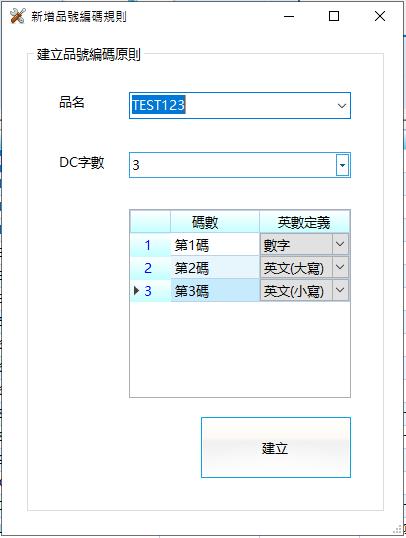 新增品號編碼規則
建立品號編碼原則
品名 TEST123
DC字數 3
碼數 英數定義
1 第1碼 數字
2 第2碼 英文(大寫)
3 第3碼 英文(小寫)
建立